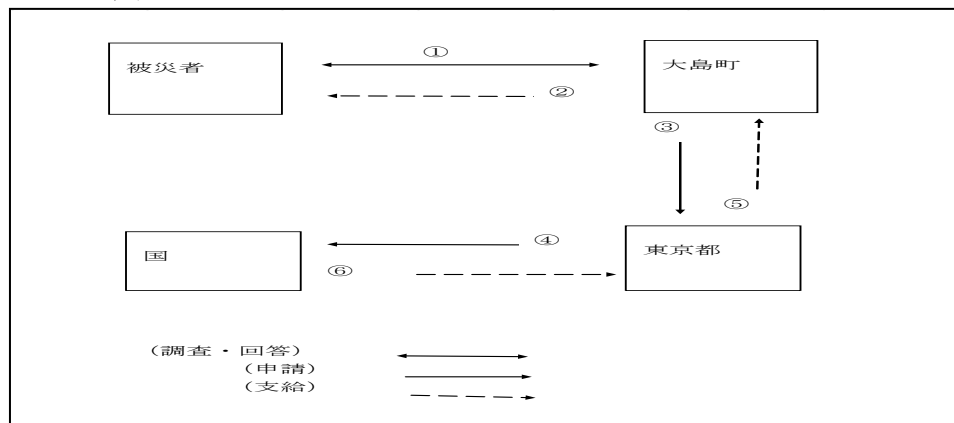 ①
被災者
大島町
②
③
⑤
④
国
東京都
⑥
(調査・回答)
(申請)
(支給)